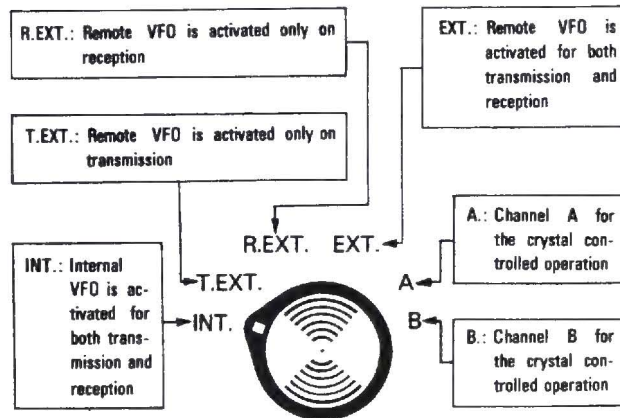 R.EXT.: Remote VFO is activated only on
reception
EXT.: Remote VFO is
activated for both
transmission and
reception
T.EXT.: Remote VFO is activated only on
transmission
R.EXT. EXT.
A.: Channel A for
the crystal con-
trolled operation
INT.: Internal
VFO is ac-
tivated for
both trans-
mission and
reception
T.EXT.
A
INT.
B
B.: Channel B for
the crystal con-
trolled operation